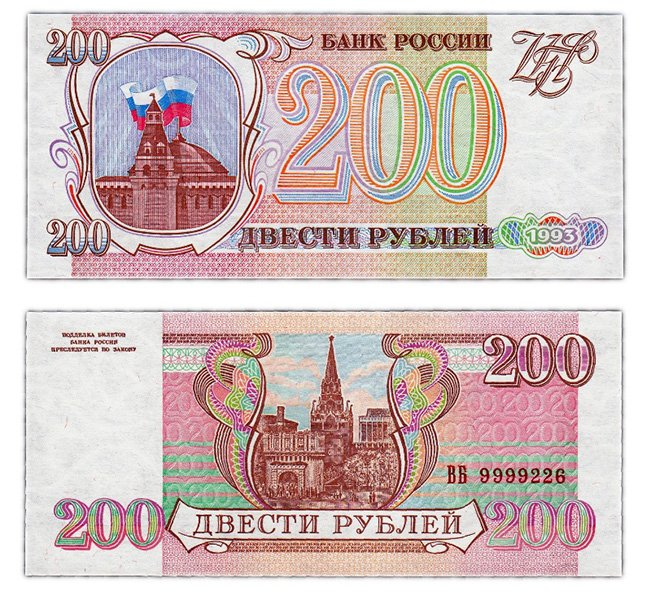 200 БАНК РОССИИ
200
200 ДВЕСТИ РУБЛЕЙ 1993
ПОДДЕЛКА БИЛЕТОВ
БАНКА РОССИИ
ПРЕСЛЕДУЕТСЯ ПО ЗАКОНУ
200
ВБ 9999226
200 ДВЕСТИ РУБЛЕЙ 200